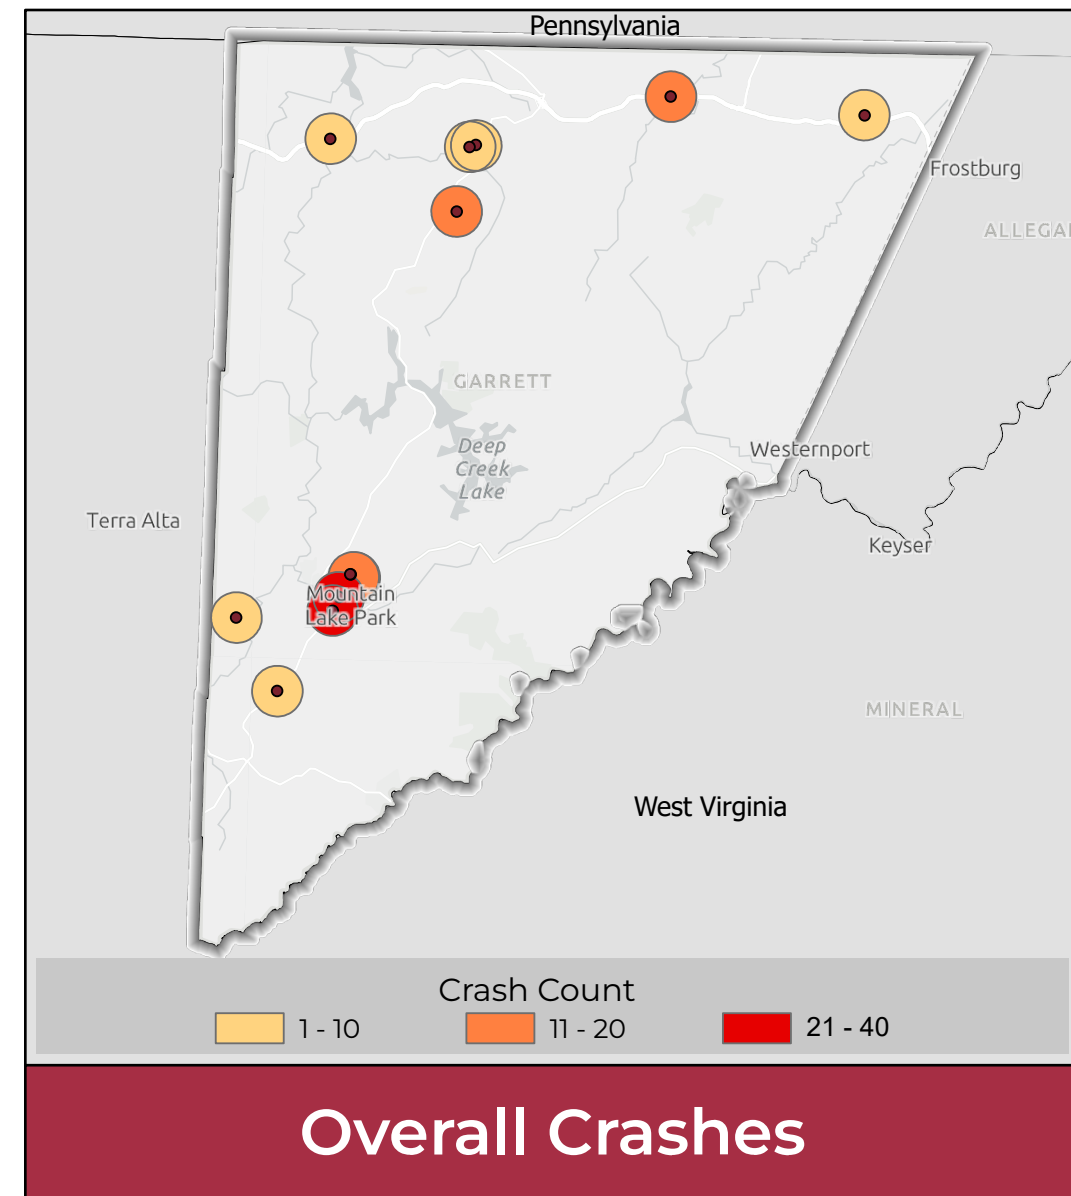 Pennsylvania
Frostburg
ALLEGA
GARRETT
Deep
Creek
Lake
Westernport
Terra Alta
Keyser
Mountain
Lake Park
MINERAL
West Virginia
Crash Count
1 - 10
11 - 20
21 - 40
Overall Crashes